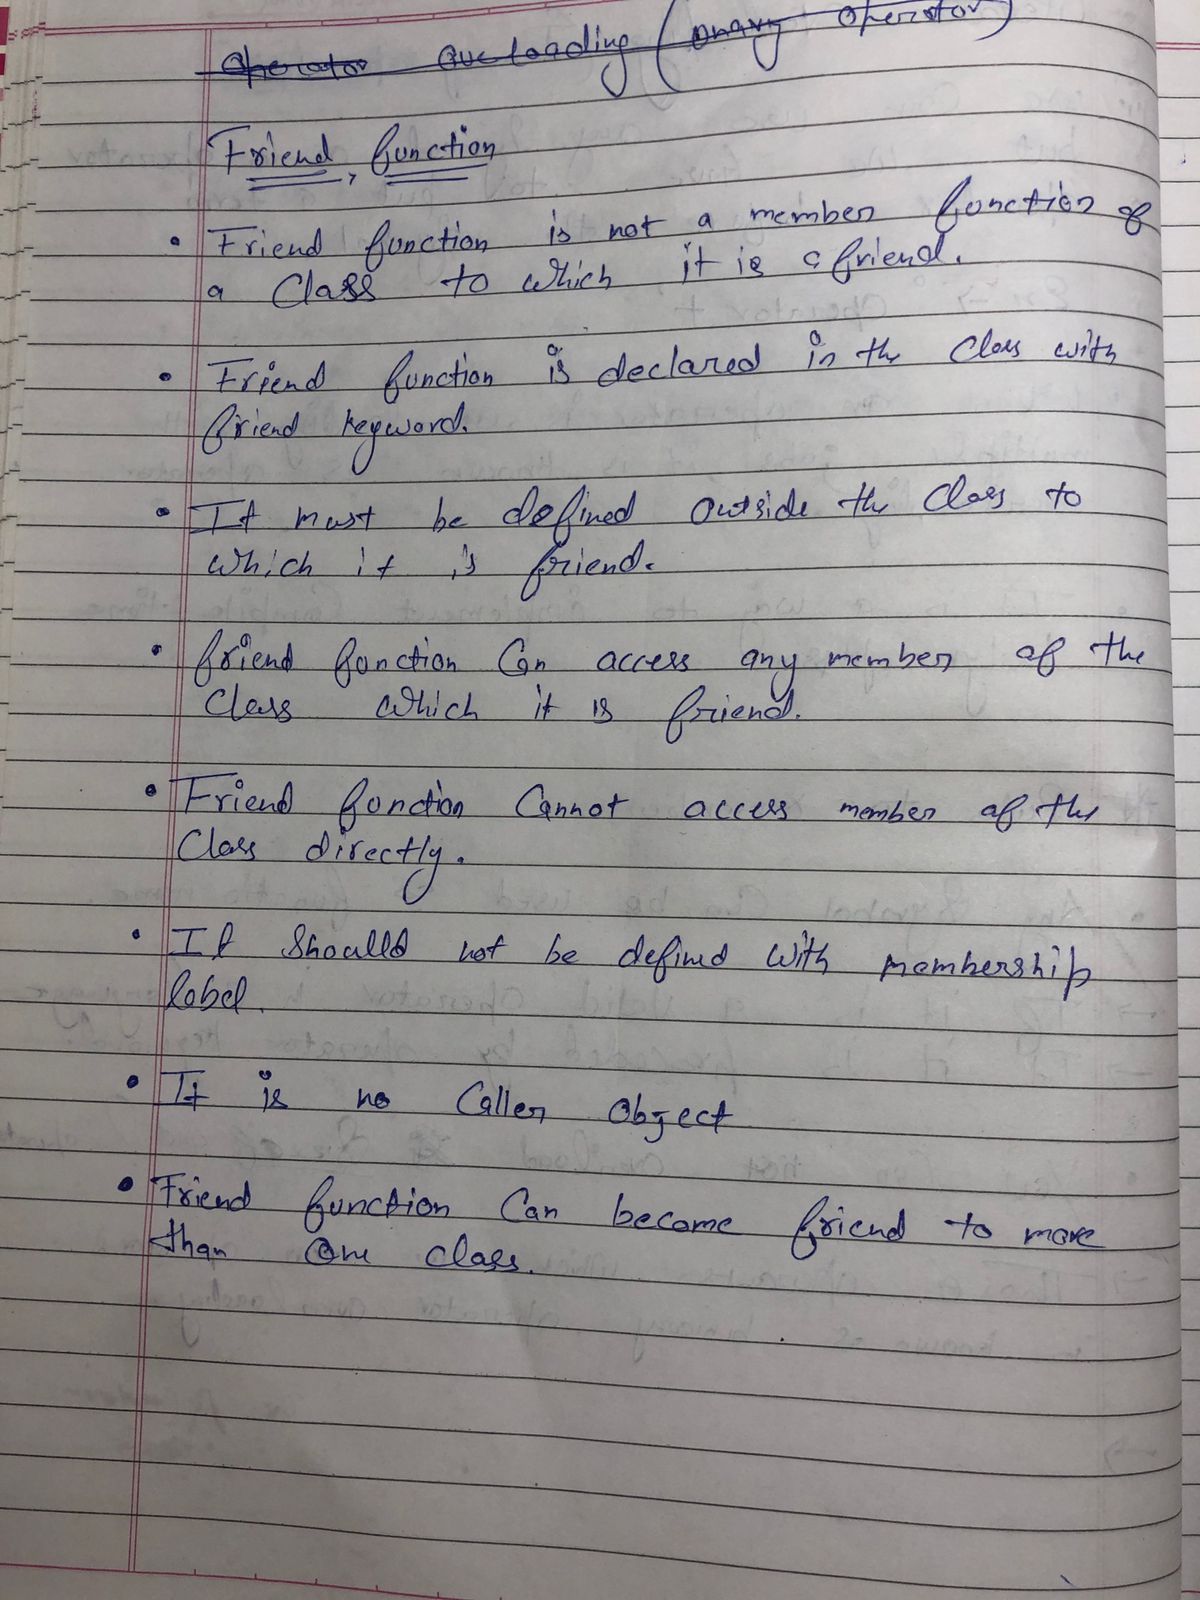 Operator Overloading (Unary operator)
Friend function
• Friend function is not a member function of
a Class to which it is a friend.
• Friend function is declared in the class with
friend keyword.
• It must be defined outside the class to
which it is friend.
• friend function Can access any member of the
Class which it is friend.
• Friend function Cannot access member of the
Class directly.
• It Shoulld not be defined with membership
label.
• It is no Caller Object
• Friend function Can become friend to more
than One class.